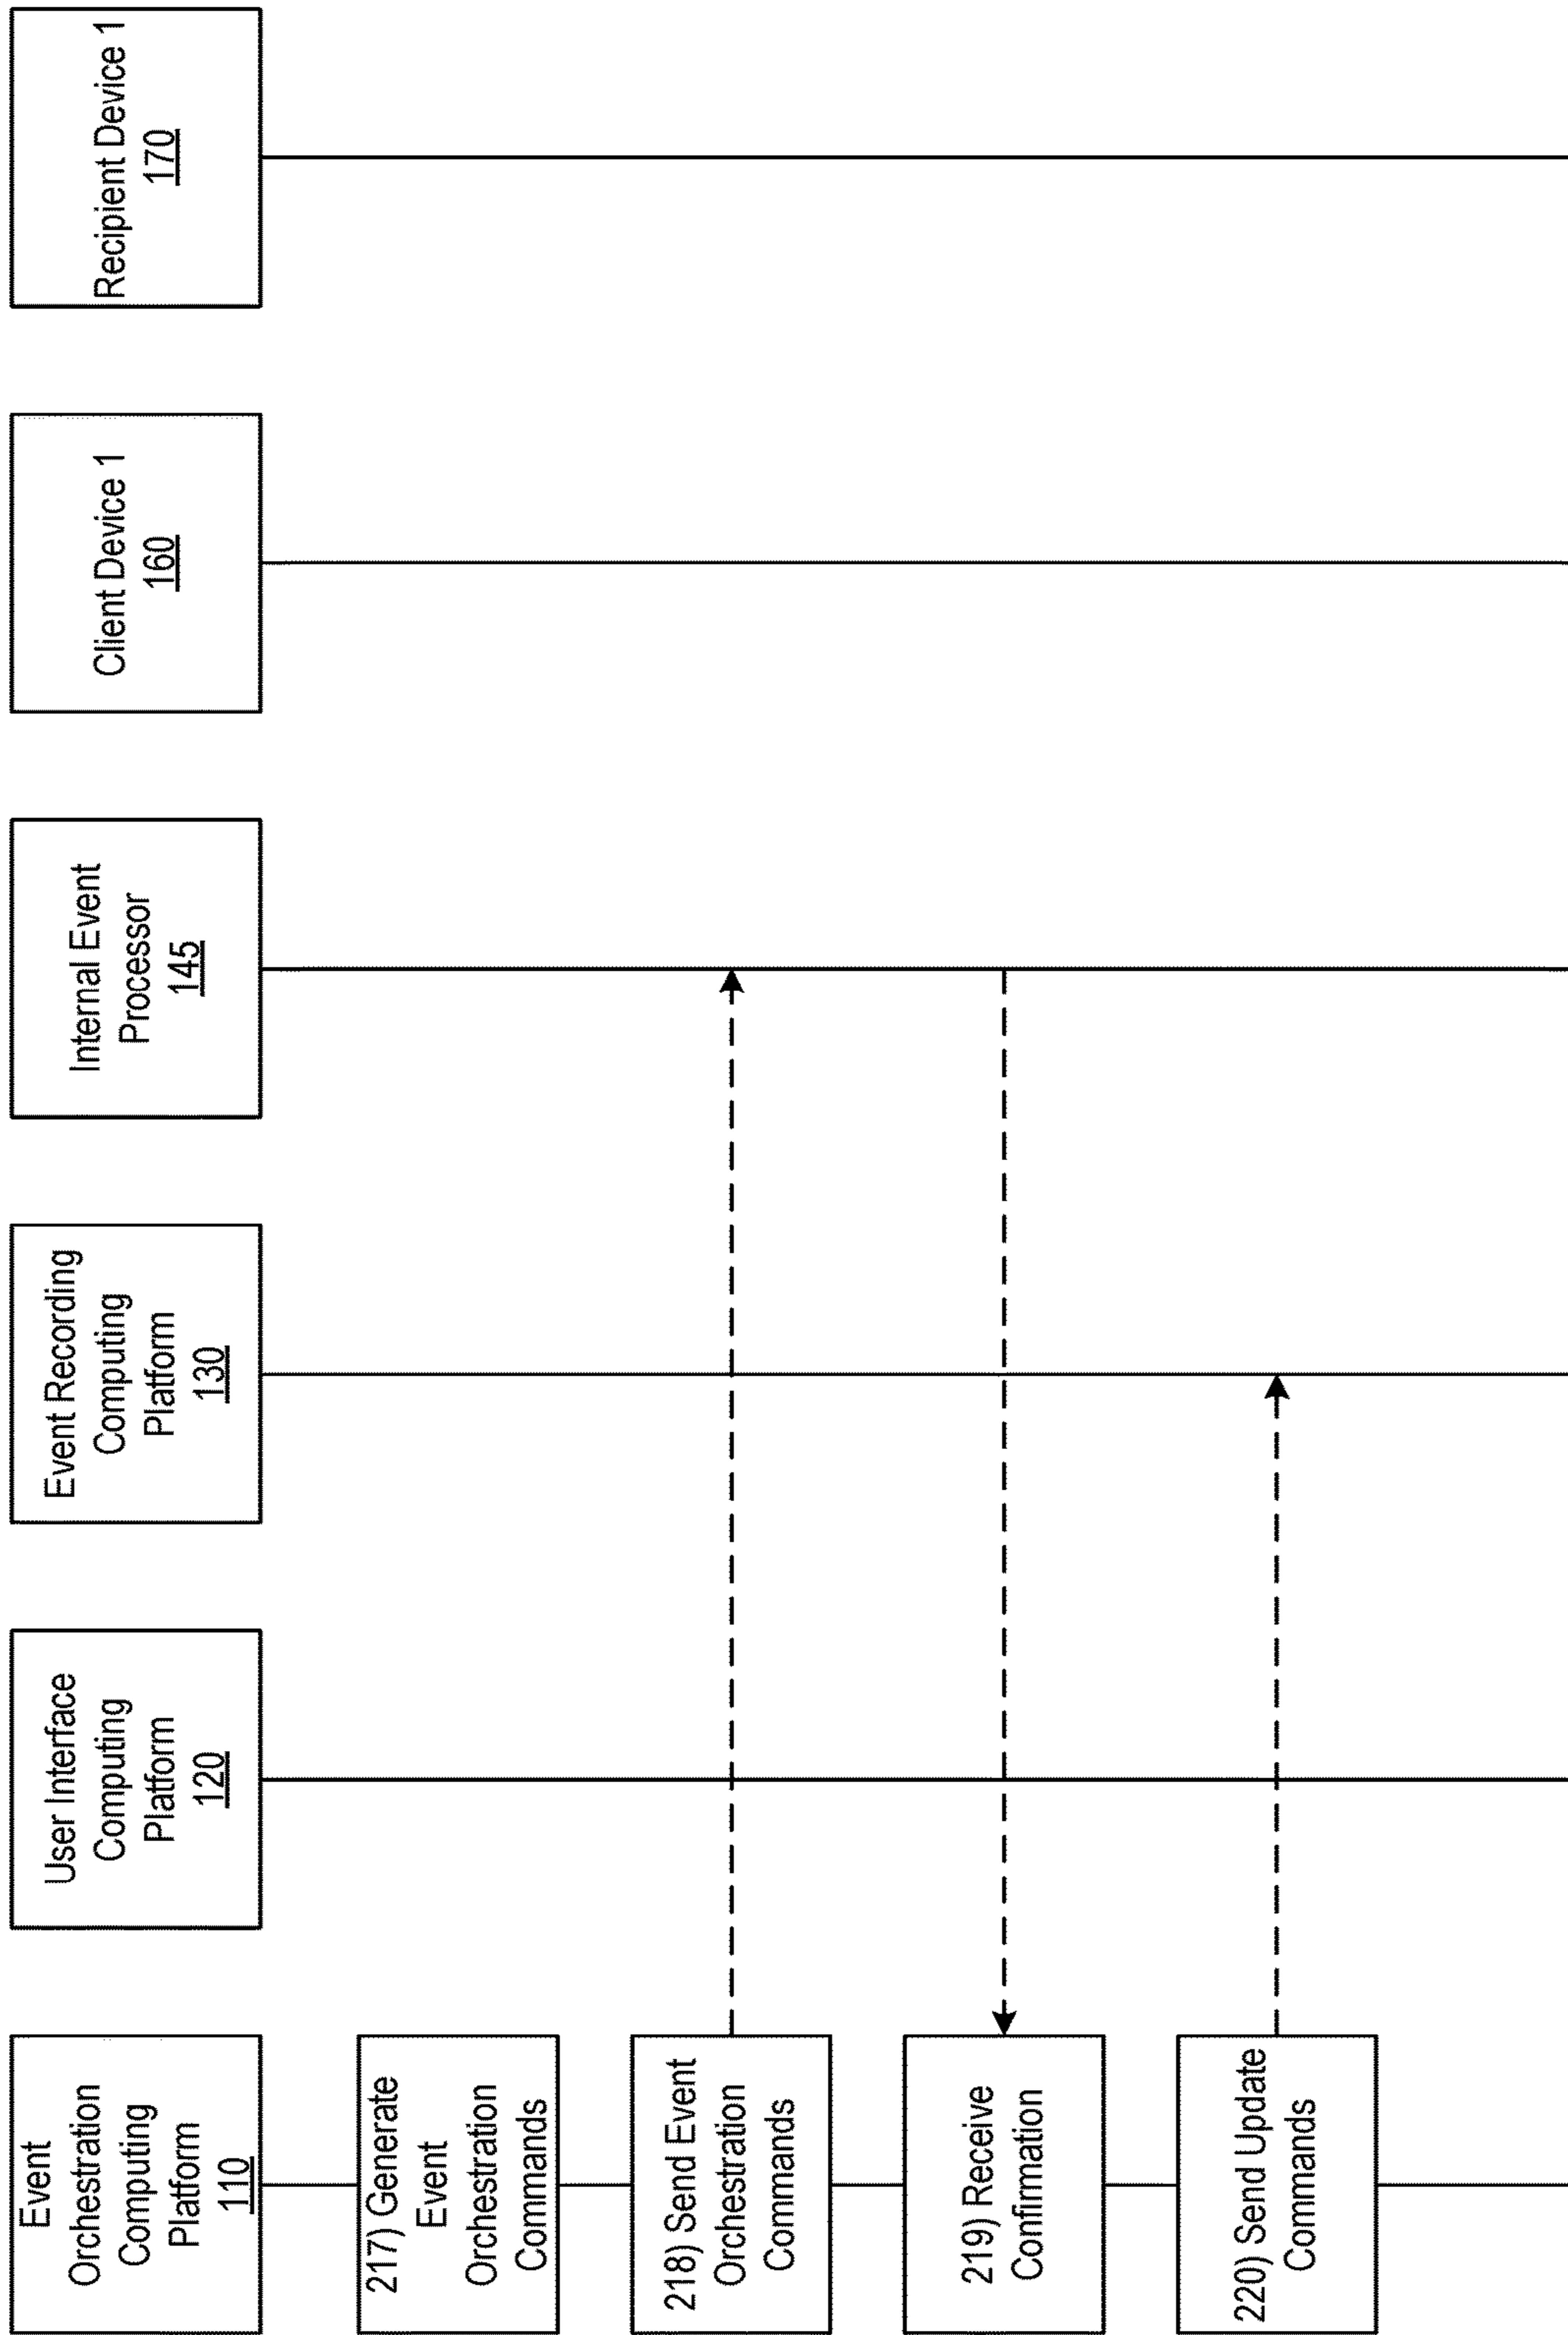 Event
Orchestration
Computing
Platform
110
User Interface
Computing
Platform
120
Event Recording
Computing
Platform
130
Internal Event
Processor
145
Client Device 1
160
Recipient Device 1
170
217) Generate
Event
Orchestration
Commands
218) Send Event
Orchestration
Commands
219) Receive
Confirmation
220) Send Update
Commands